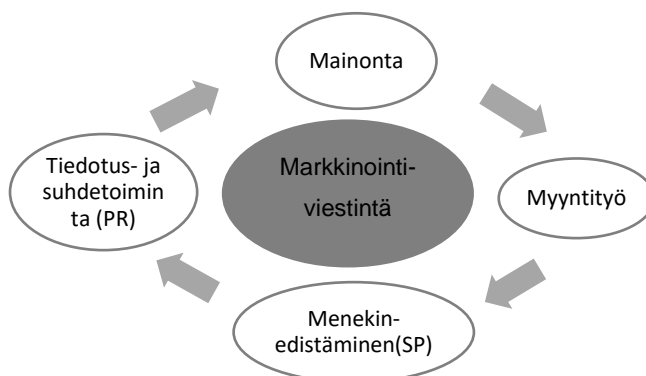 Mainonta
Tiedotus- ja
suhdetoimin
ta (PR)
Markkinointi-
viestintä
Myyntityö
Menekin-
edistäminen(SP)